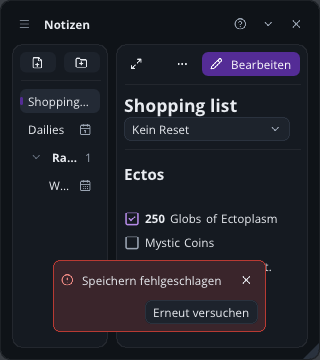 Notizen
Shopping...
Dailies
Ra... 1
W...
Bearbeiten
Shopping list
Kein Reset
Ectos
250 Globs of Ectoplasm
Mystic Coins
t.
Speichern fehlgeschlagen
Erneut versuchen